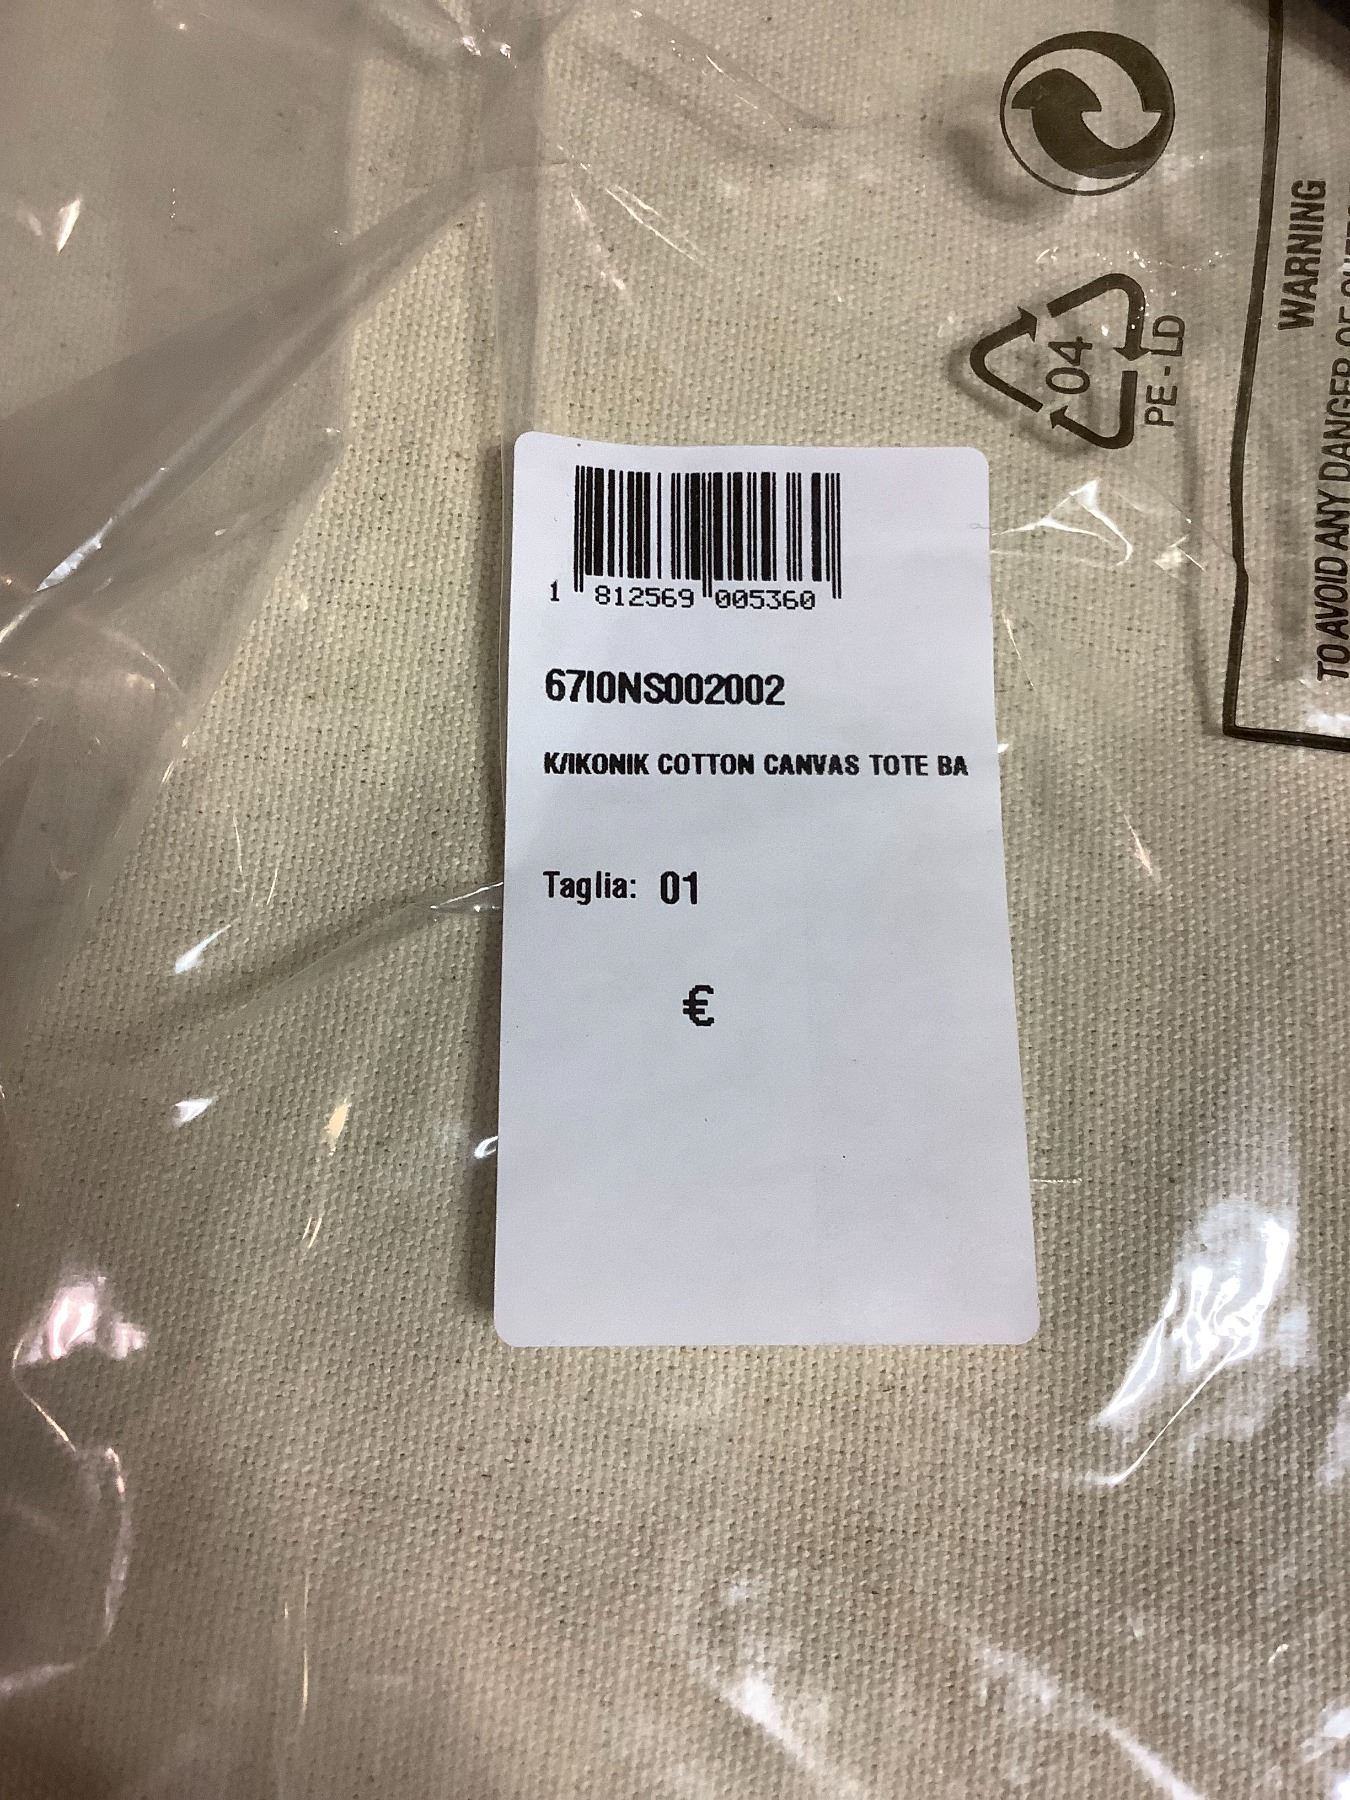 1 812569 005360
67I0NS002002
K/IKONIK COTTON CANVAS TOTE BA
Taglia: 01
€
04
PE-LD
WARNING
TO AVOID ANY DANGER OF